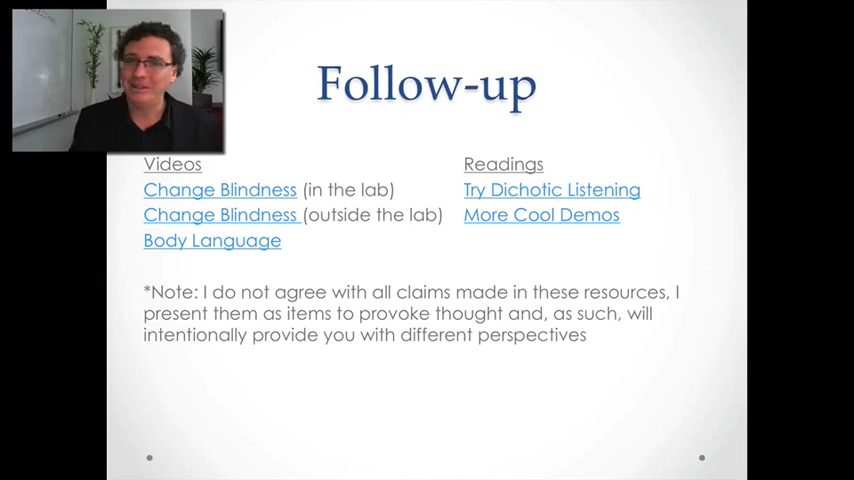 Follow-up
Videos
Change Blindness (in the lab)
Change Blindness (outside the lab)
Body Language
Readings
Try Dichotic Listening
More Cool Demos
*Note: I do not agree with all claims made in these resources, I
present them as items to provoke thought and, as such, will
intentionally provide you with different perspectives